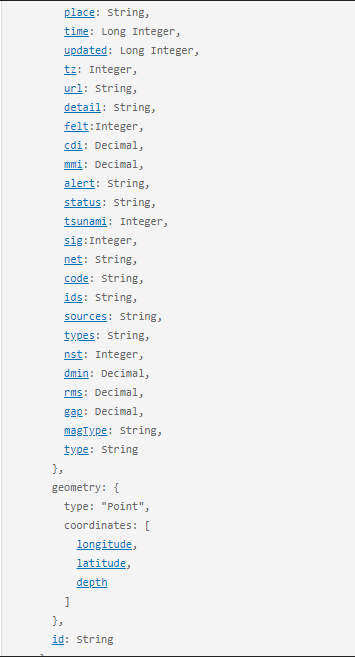 place: String,
time: Long Integer,
updated: Long Integer,
tz: Integer,
url: String,
detail: String,
felt:Integer,
cdi: Decimal,
mmi: Decimal,
alert: String,
status: String,
tsunami: Integer,
sig:Integer,
net: String,
code: String,
ids: String,
sources: String,
types: String,
nst: Integer,
dmin: Decimal,
rms: Decimal,
gap: Decimal,
magType: String,
type: String
},
geometry: {
type: "Point",
coordinates: [
longitude,
latitude,
depth
]
},
id: String